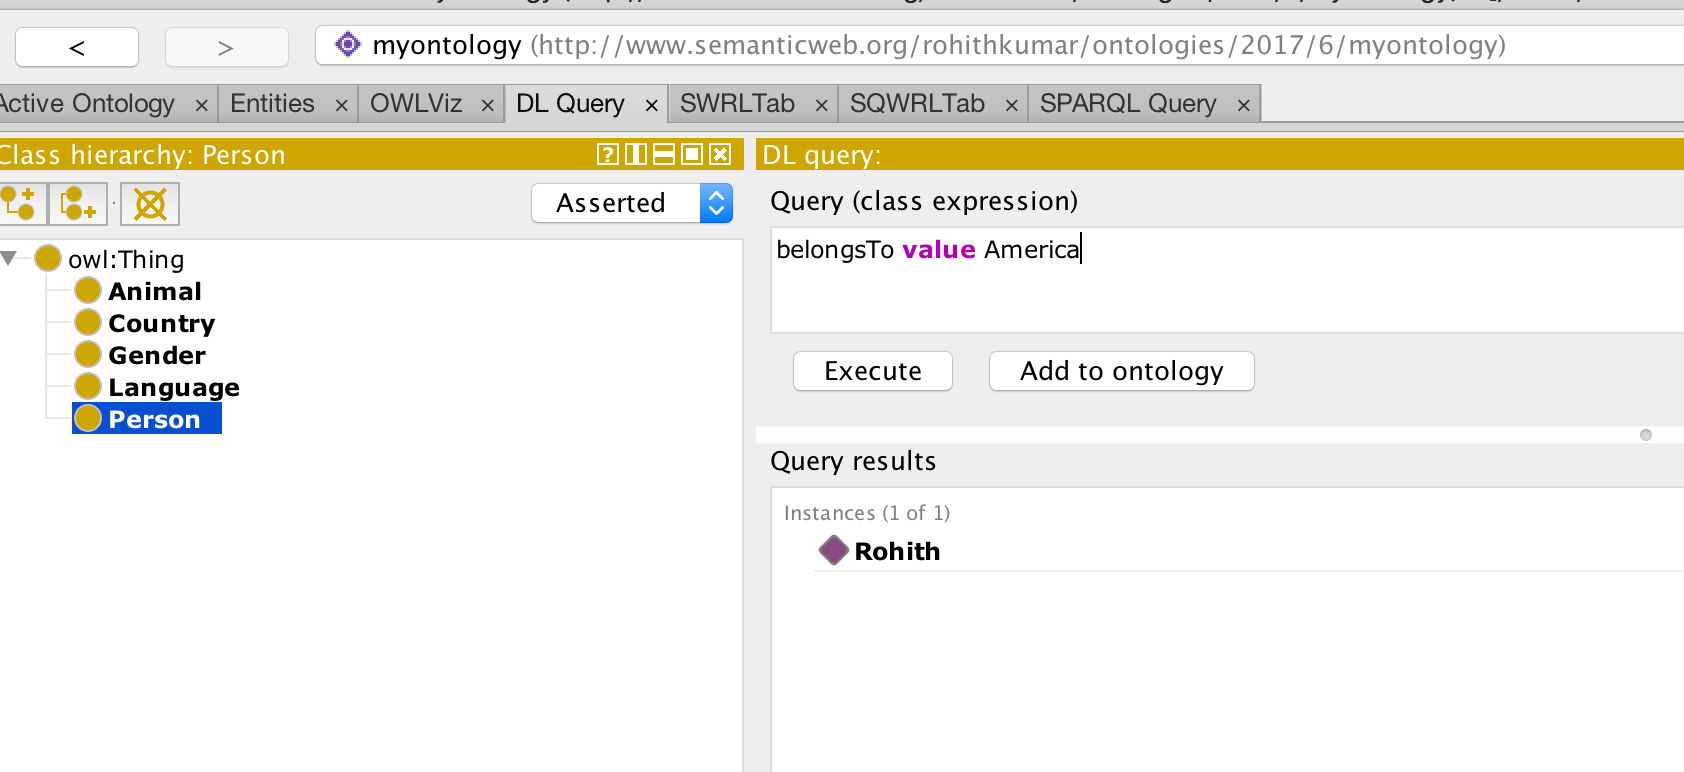 < > myontology (http://www.semanticweb.org/rohithkumar/ontologies/2017/6/myontology)
Active Ontology × Entities × OWLViz × DL Query × SWRLTab × SQWRLTab × SPARQL Query ×
Class hierarchy: Person
Asserted
owl:Thing
Animal
Country
Gender
Language
Person
DL query:
Query (class expression)
belongsTo value America
Execute Add to ontology
Query results
Instances (1 of 1)
Rohith